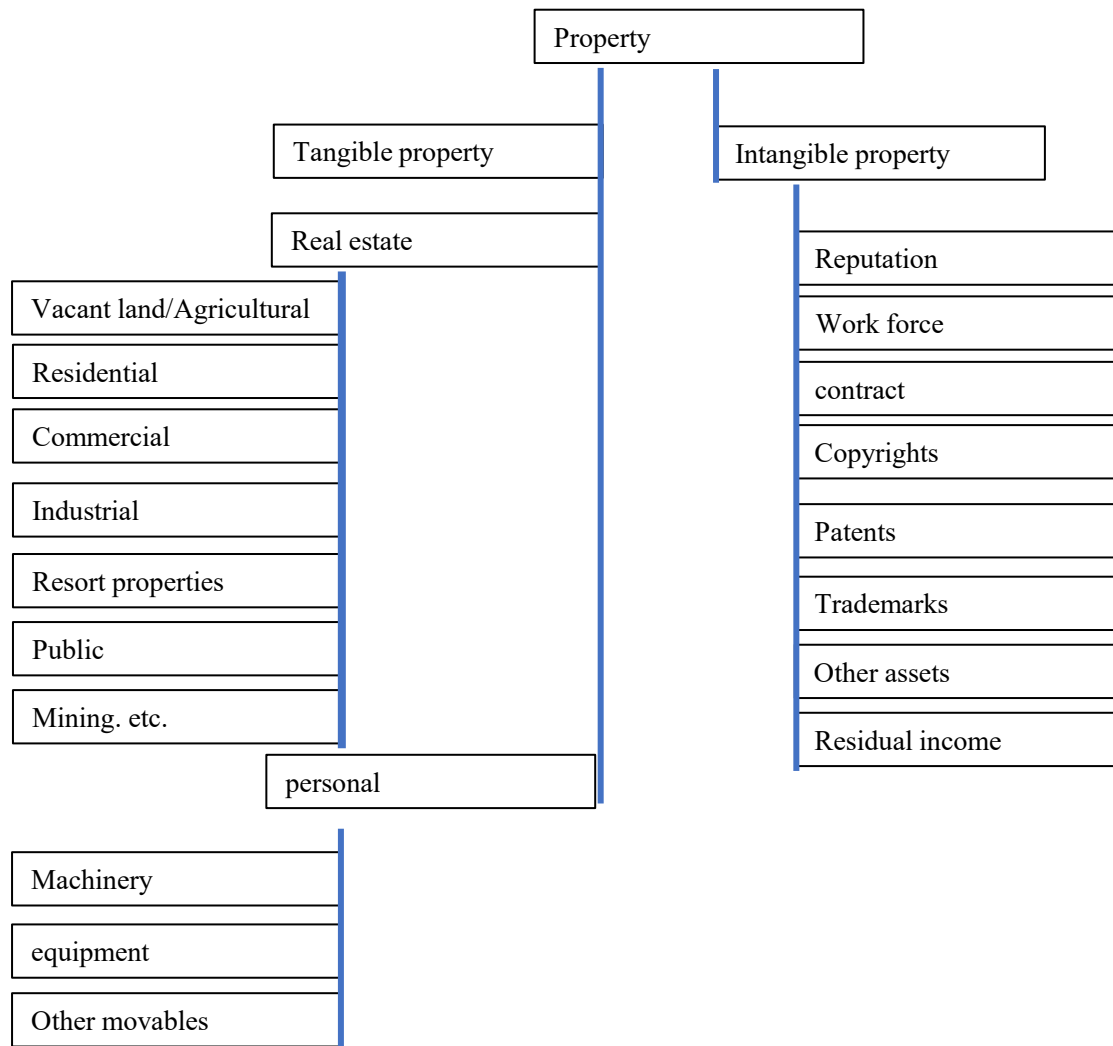 Property
Tangible property
Intangible property
Real estate
Reputation
Vacant land/Agricultural
Work force
Residential
contract
Commercial
Copyrights
Industrial
Patents
Resort properties
Trademarks
Public
Other assets
Mining. etc.
Residual income
personal
Machinery
equipment
Other movables